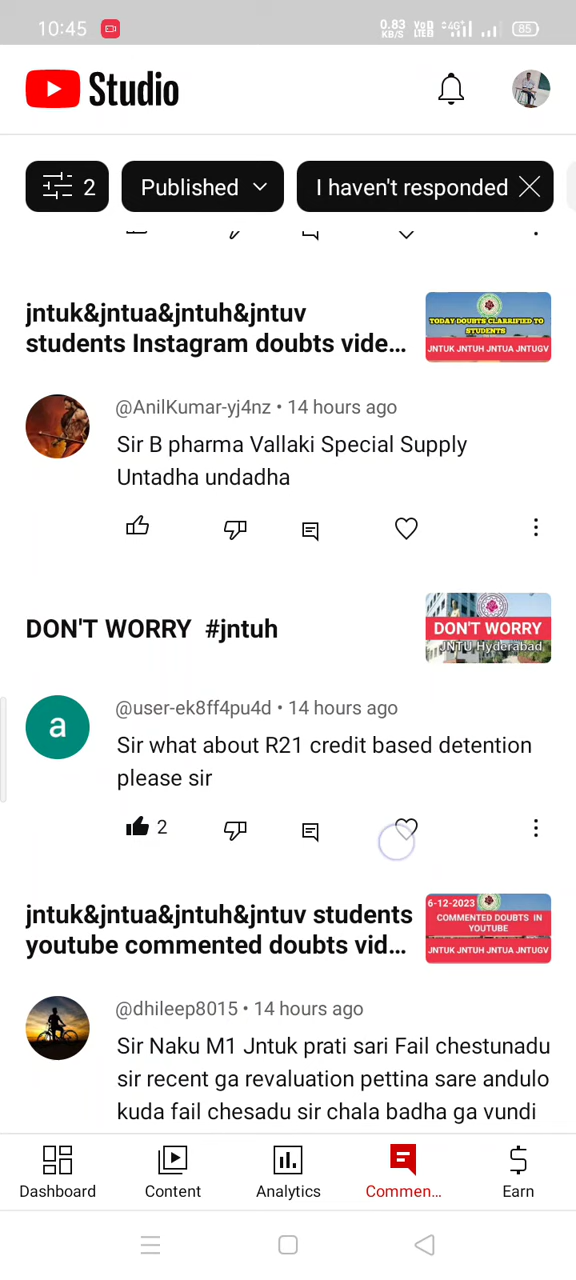 10:45
0.83 KB/S
VoD LTE
4G
85
Studio
2
Published
I haven't responded
jntuk&jntua&jntuh&jntuv
students Instagram doubts vide...
TODAY DOUBTS CLARRIFIED TO
STUDENTS
JNTUK JNTUH JNTUA JNTUGV
@AnilKumar-yj4nz • 14 hours ago
Sir B pharma Vallaki Special Supply
Untadha undadha
DON'T WORRY #jntuh
DON'T WORRY
JNTU Hyderabad
a
@user-ek8ff4pu4d • 14 hours ago
Sir what about R21 credit based detention
please sir
2
jntuk&jntua&jntuh&jntuv students
youtube commented doubts vid...
6-12-2023
COMMENTED DOUBTS IN
YOUTUBE
JNTUK JNTUH JNTUA JNTUGV
@dhileep8015 • 14 hours ago
Sir Naku M1 Jntuk prati sari Fail chestunadu
sir recent ga revaluation pettina sare andulo
kuda fail chesadu sir chala badha ga vundi
Dashboard
Content
Analytics
Commen...
Earn